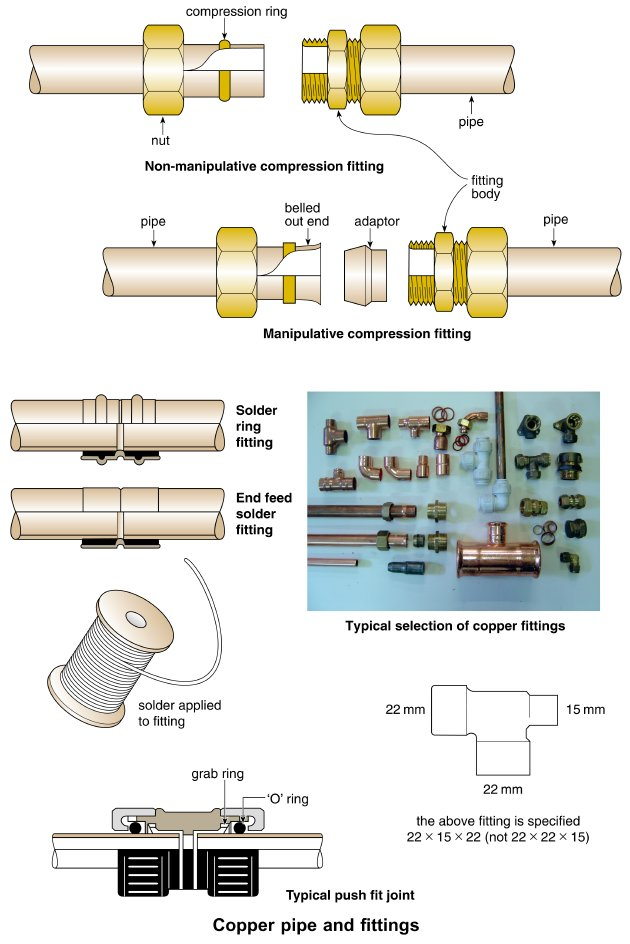 compression ring
nut
pipe
Non-manipulative compression fitting
fitting
body
pipe
belled
out end
adaptor
pipe
Manipulative compression fitting
Solder
ring
fitting
End feed
solder
fitting
Typical selection of copper fittings
solder applied
to fitting
22 mm
15 mm
22 mm
the above fitting is specified
22 × 15 × 22 (not 22 × 22 × 15)
grab ring
‘O’ ring
Typical push fit joint
Copper pipe and fittings